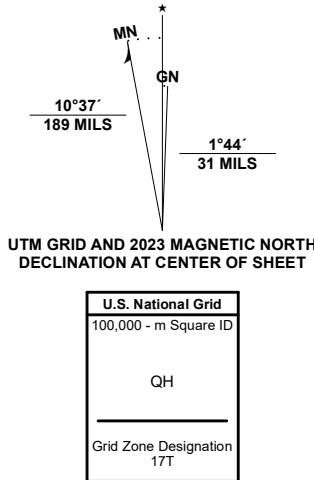 ★
MN
GN
10°37´
189 MILS
1°44´
31 MILS
UTM GRID AND 2023 MAGNETIC NORTH
DECLINATION AT CENTER OF SHEET
U.S. National Grid
100,000 - m Square ID
QH
Grid Zone Designation
17T